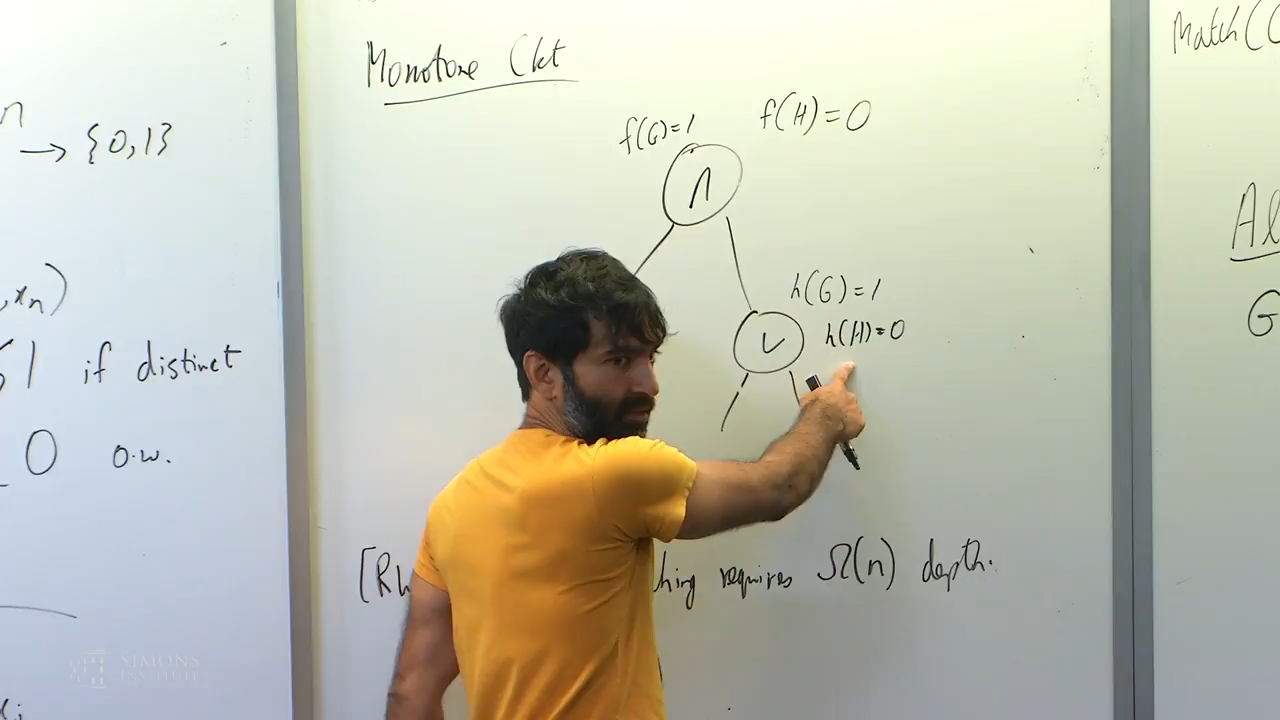 n
→ {0,1}
,xₙ)
1 if distinct
0 o.w.
Monotone Ckt
f(G)=1 f(H)=0
∧
h(G)=1
∨ h(H)=0
[RW hing requires Ω(n) depth.
Match(
Al
G
SIMONS
INSTITUTE